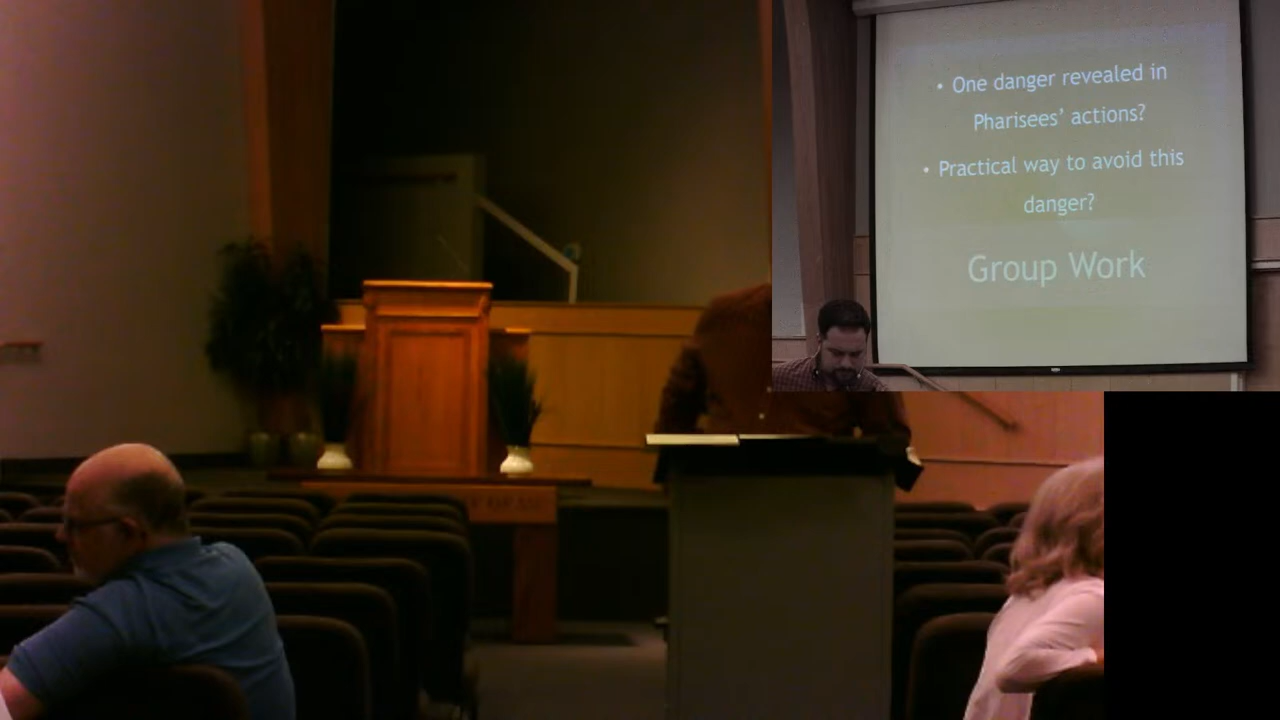 • One danger revealed in
Pharisees' actions?
• Practical way to avoid this
danger?
Group Work